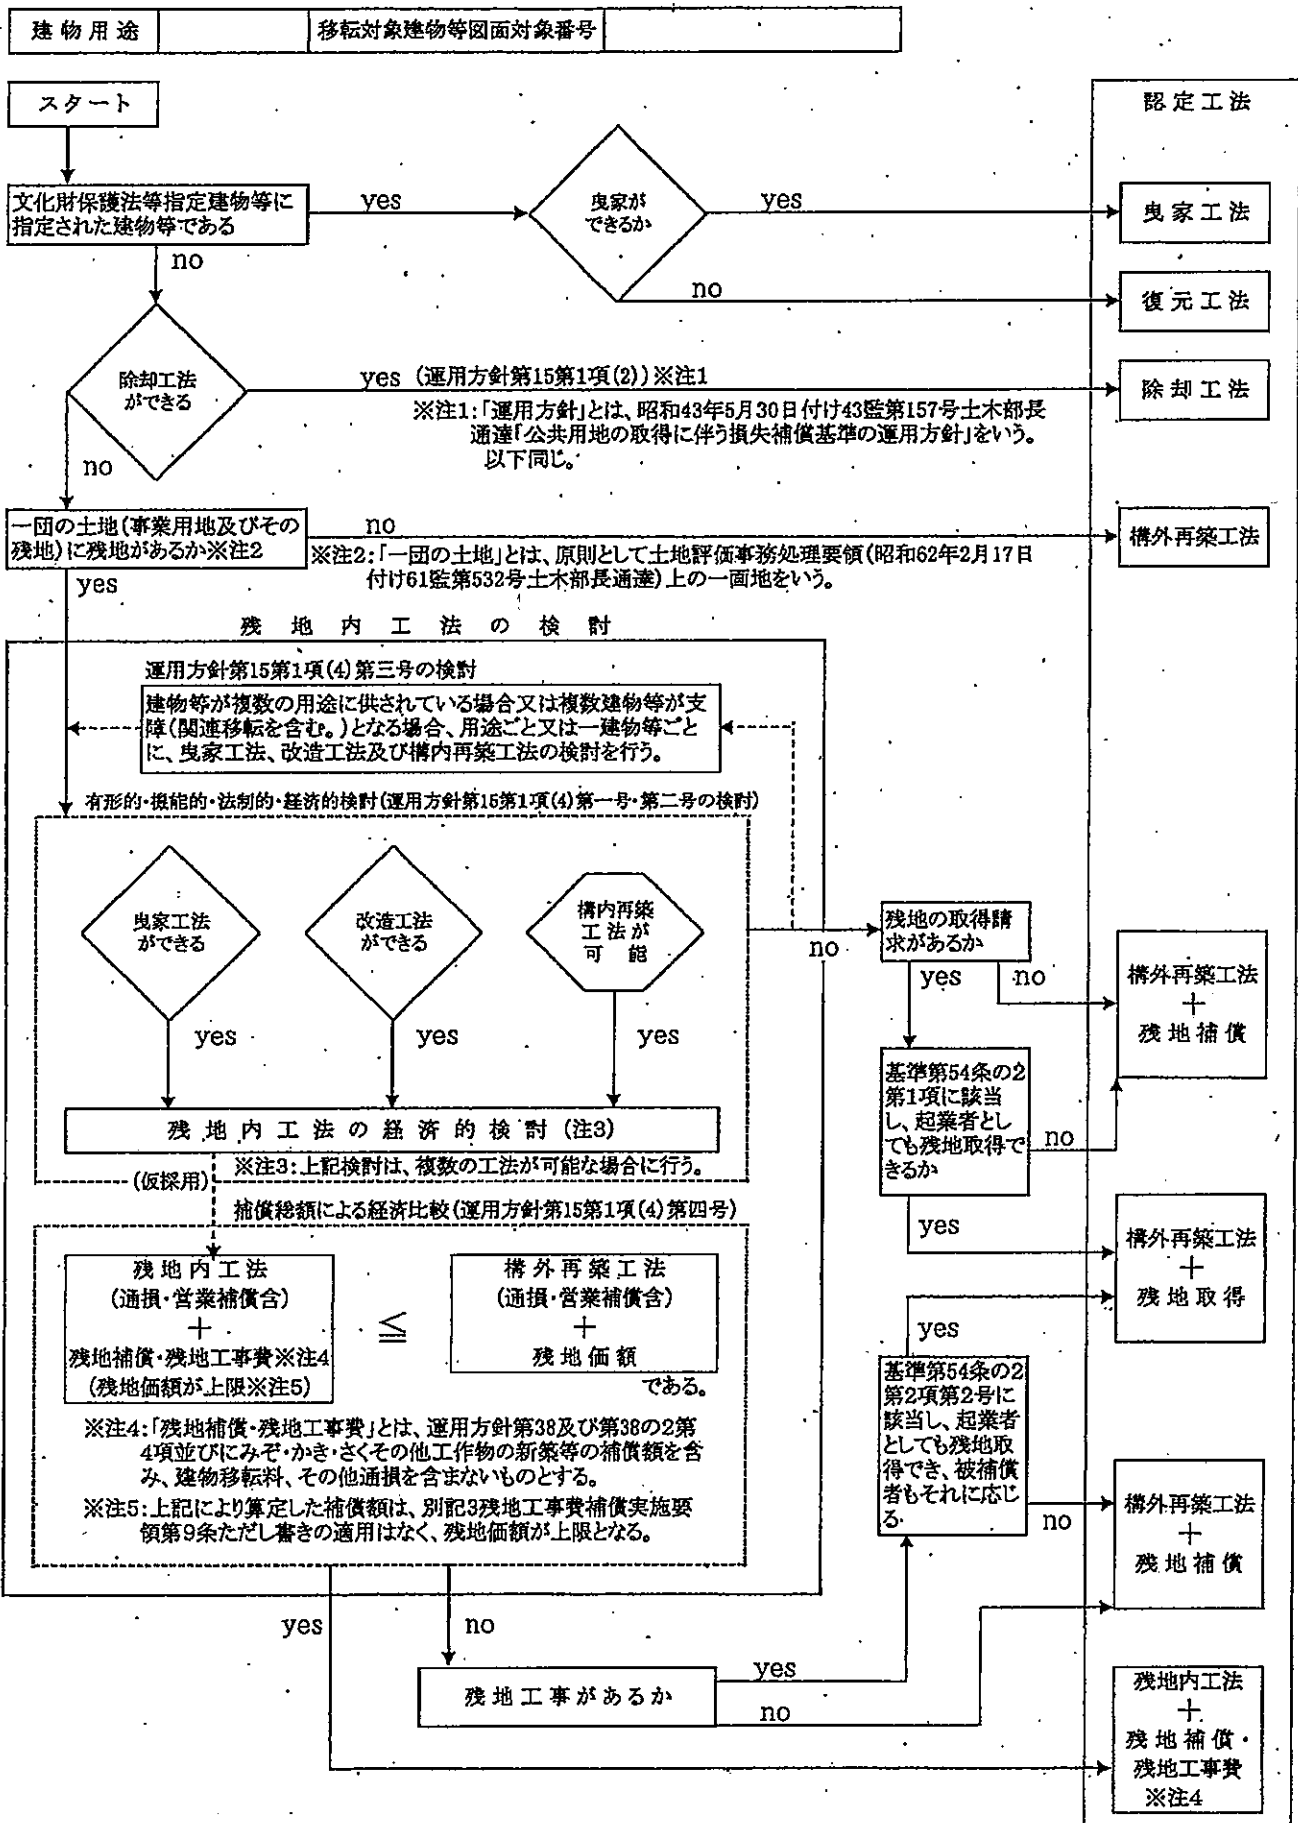 建物用途
移転対象建物等図面対象番号
スタート
認定工法
文化財保護法等指定建物等に
指定された建物等である
yes
曳家が
できるか
yes
曳家工法
no
no
復元工法
除却工法
ができる
yes (運用方針第15第1項(2))※注1
除却工法
※注1:「運用方針」とは、昭和43年5月30日付け43監第157号土木部長
通達「公共用地の取得に伴う損失補償基準の運用方針」をいう。
以下同じ。
no
一団の土地(事業用地及びその
残地)に残地があるか※注2
no
構外再築工法
※注2:「一団の土地」とは、原則として土地評価事務処理要領(昭和62年2月17日
付け61監第532号土木部長通達)上の一画地をいう。
yes
残地内工法の検討
運用方針第15第1項(4)第三号の検討
建物等が複数の用途に供されている場合又は複数建物等が支
障(関連移転を含む。)となる場合、用途ごと又は一建物等ごと
に、曳家工法、改造工法及び構内再築工法の検討を行う。
有形的・機能的・法制的・経済的検討(運用方針第15第1項(4)第一号・第二号の検討)
曳家工法
ができる
改造工法
ができる
構内再築
工法が
可能
no
残地の取得請
求があるか
yes
no
構外再築工法
+
残地補償
yes
yes
yes
基準第54条の2
第1項に該当
し、起業者とし
ても残地取得で
きるか
no
残地内工法の経済的検討(注3)
※注3:上記検討は、複数の工法が可能な場合に行う。
(仮採用)
補償総額による経済比較(運用方針第15第1項(4)第四号)
yes
構外再築工法
+
残地取得
残地内工法
(通損・営業補償含)
+
残地補償・残地工事費※注4
(残地価額が上限※注5)
≦
構外再築工法
(通損・営業補償含)
+
残地価額
である。
yes
基準第54条の2
第2項第2号に
該当し、起業者
としても残地取
得でき、被補償
者もそれに応じ
る
no
構外再築工法
+
残地補償
※注4:「残地補償・残地工事費」とは、運用方針第38及び第38の2第
4項並びにみぞ・かき・さくその他工作物の新築等の補償額を含
み、建物移転料、その他通損を含まないものとする。
※注5:上記により算定した補償額は、別記3残地工事費補償実施要
領第9条ただし書きの適用はなく、残地価額が上限となる。
yes
no
残地工事があるか
yes
no
残地内工法
+
残地補償・
残地工事費
※注4